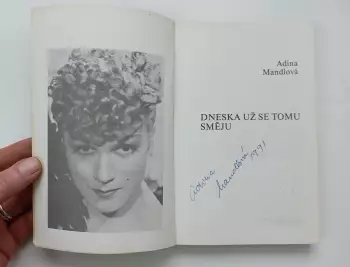 Adina
Mandlová
DNESKA UŽ SE TOMU
SMĚJU
Adina
Mandlová 1991